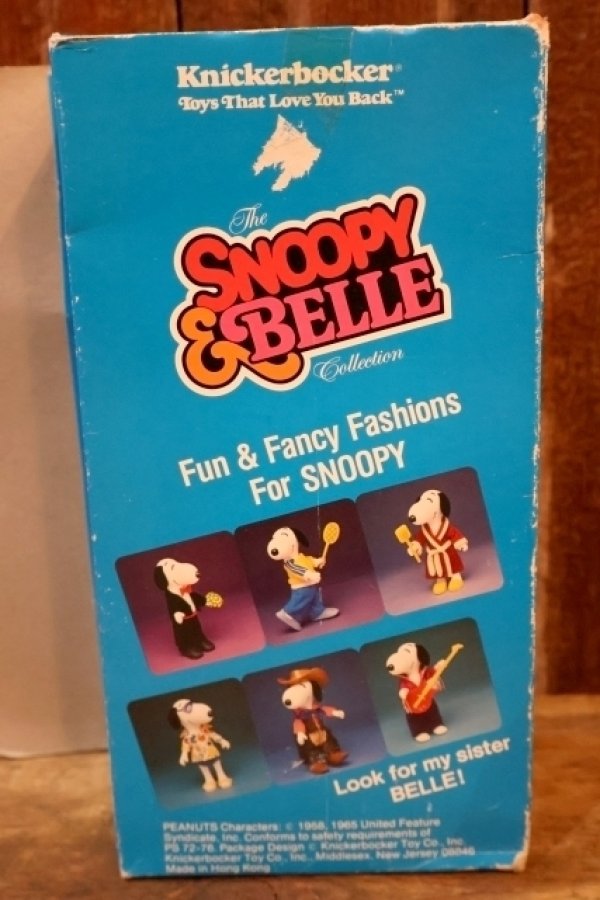 Knickerbocker®
Toys That Love You Back™
The
SNOOPY
& BELLE
Collection
Fun & Fancy Fashions
For SNOOPY
Look for my sister
BELLE!
PEANUTS Characters: © 1958, 1965 United Feature
Syndicate, Inc. Conforms to safety requirements of
PS 72-76. Package Design © Knickerbocker Toy Co., Inc.
Knickerbocker Toy Co., Inc., Middlesex, New Jersey 08846
Made in Hong Kong